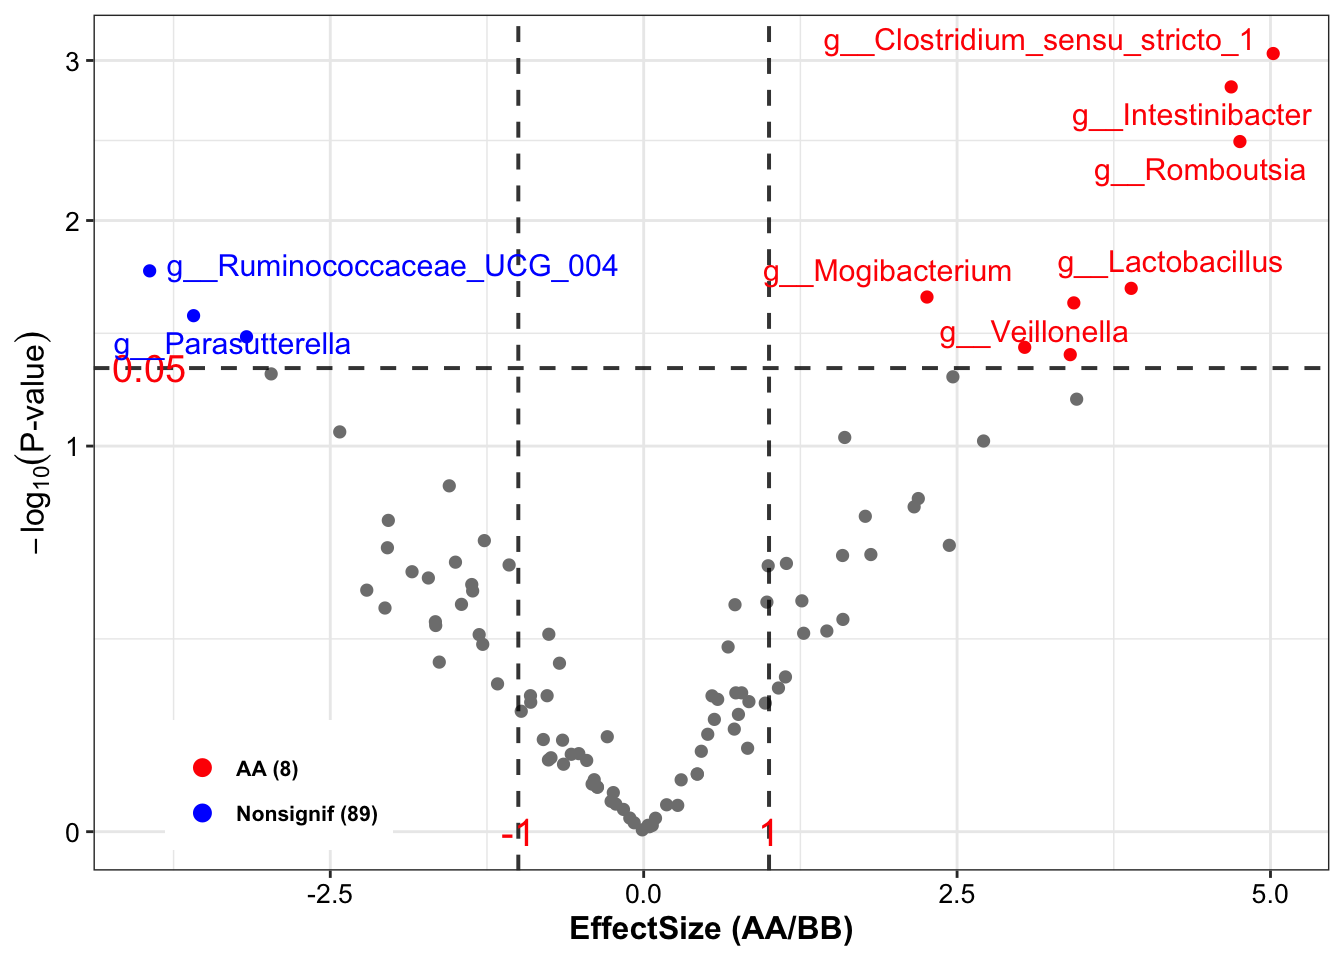 g__Clostridium_sensu_stricto_1
3
g__Intestinibacter
g__Romboutsia
2
g__Ruminococcaceae_UCG_004
g__Mogibacterium
g__Lactobacillus
g__Veillonella
g__Parasutterella
0.05
−log10(P-value)
1
AA (8)
Nonsignif (89)
0
-1
1
-2.5
0.0
2.5
5.0
EffectSize (AA/BB)